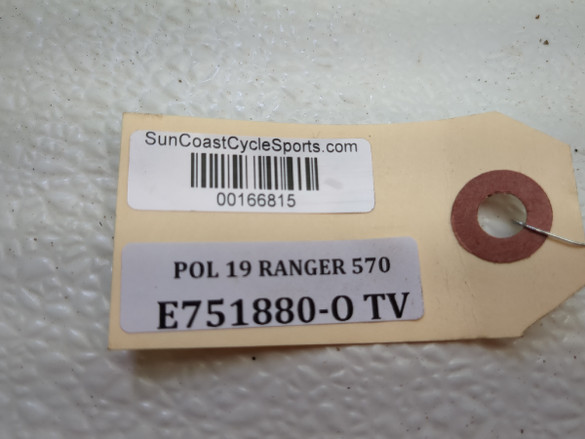 SunCoastCycleSports.com
00166815
POL 19 RANGER 570
E751880-O TV